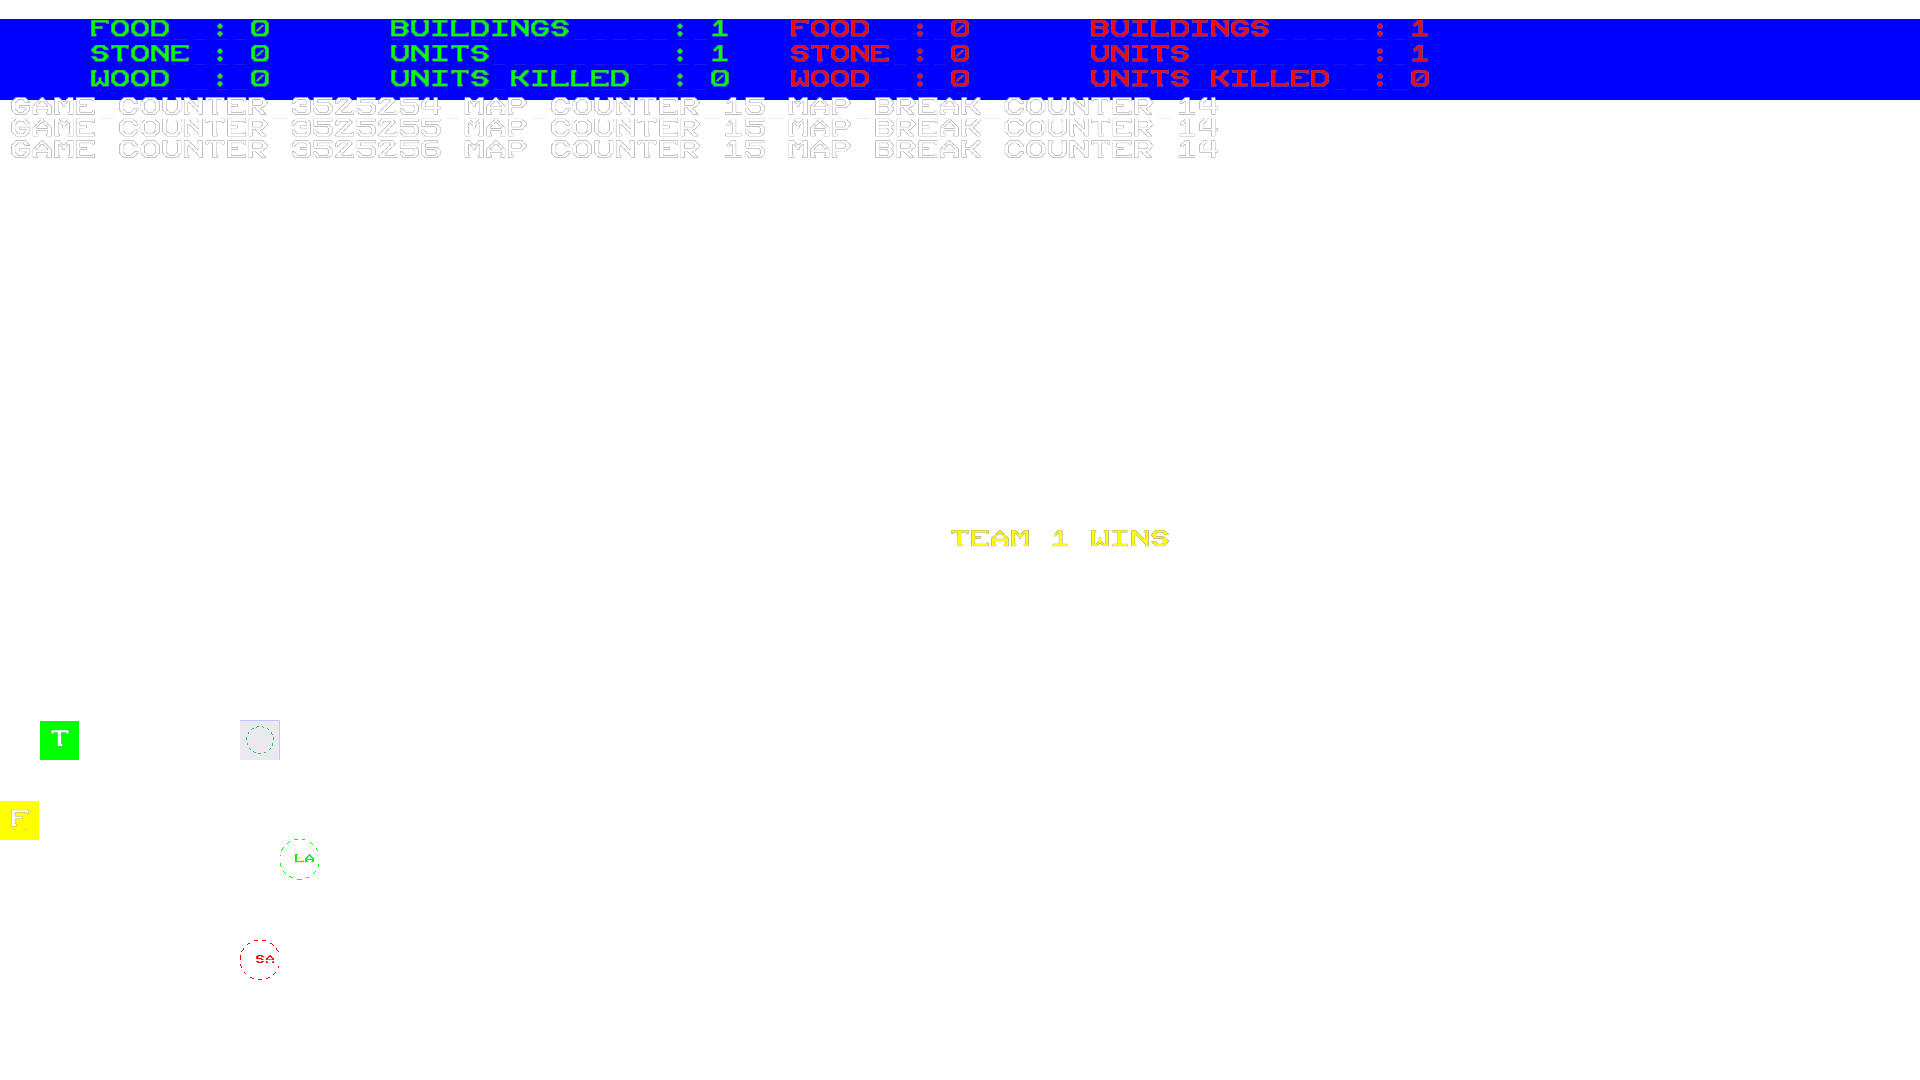 FOOD : 0 BUILDINGS : 1 FOOD : 0 BUILDINGS : 1
STONE : 0 UNITS : 1 STONE : 0 UNITS : 1
WOOD : 0 UNITS KILLED : 0 WOOD : 0 UNITS KILLED : 0
GAME COUNTER 3525254 MAP COUNTER 15 MAP BREAK COUNTER 14
GAME COUNTER 3525255 MAP COUNTER 15 MAP BREAK COUNTER 14
GAME COUNTER 3525256 MAP COUNTER 15 MAP BREAK COUNTER 14
TEAM 1 WINS
T
F
LA
SA